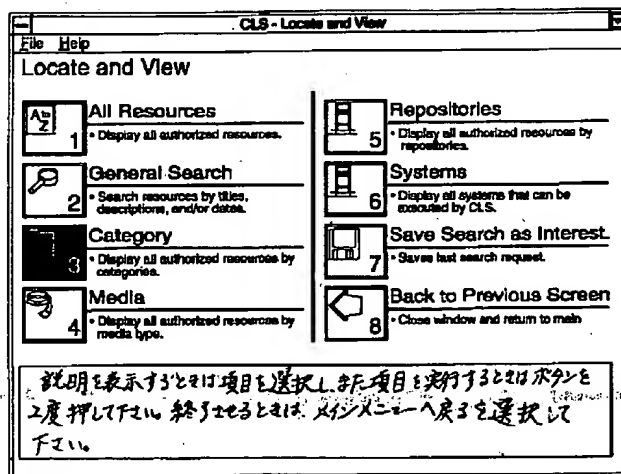 CLS - Locate and View
File Help
Locate and View
A to Z
1
All Resources
• Display all authorized resources.
2
General Search
• Search resources by titles,
descriptions, and/or dates.
3
Category
• Display all authorized resources by
categories.
4
Media
• Display all authorized resources by
media type.
5
Repositories
• Display all authorized resources by
repositories.
6
Systems
• Display all systems that can be
executed by CLS.
7
Save Search as Interest
• Saves last search request.
8
Back to Previous Screen
• Close window and return to main
説明を表示するときは項目を選択し、また項目を実行するときはボタンを
2度押して下さい。終了させるときは、メインメニューへ戻るを選択して
下さい。